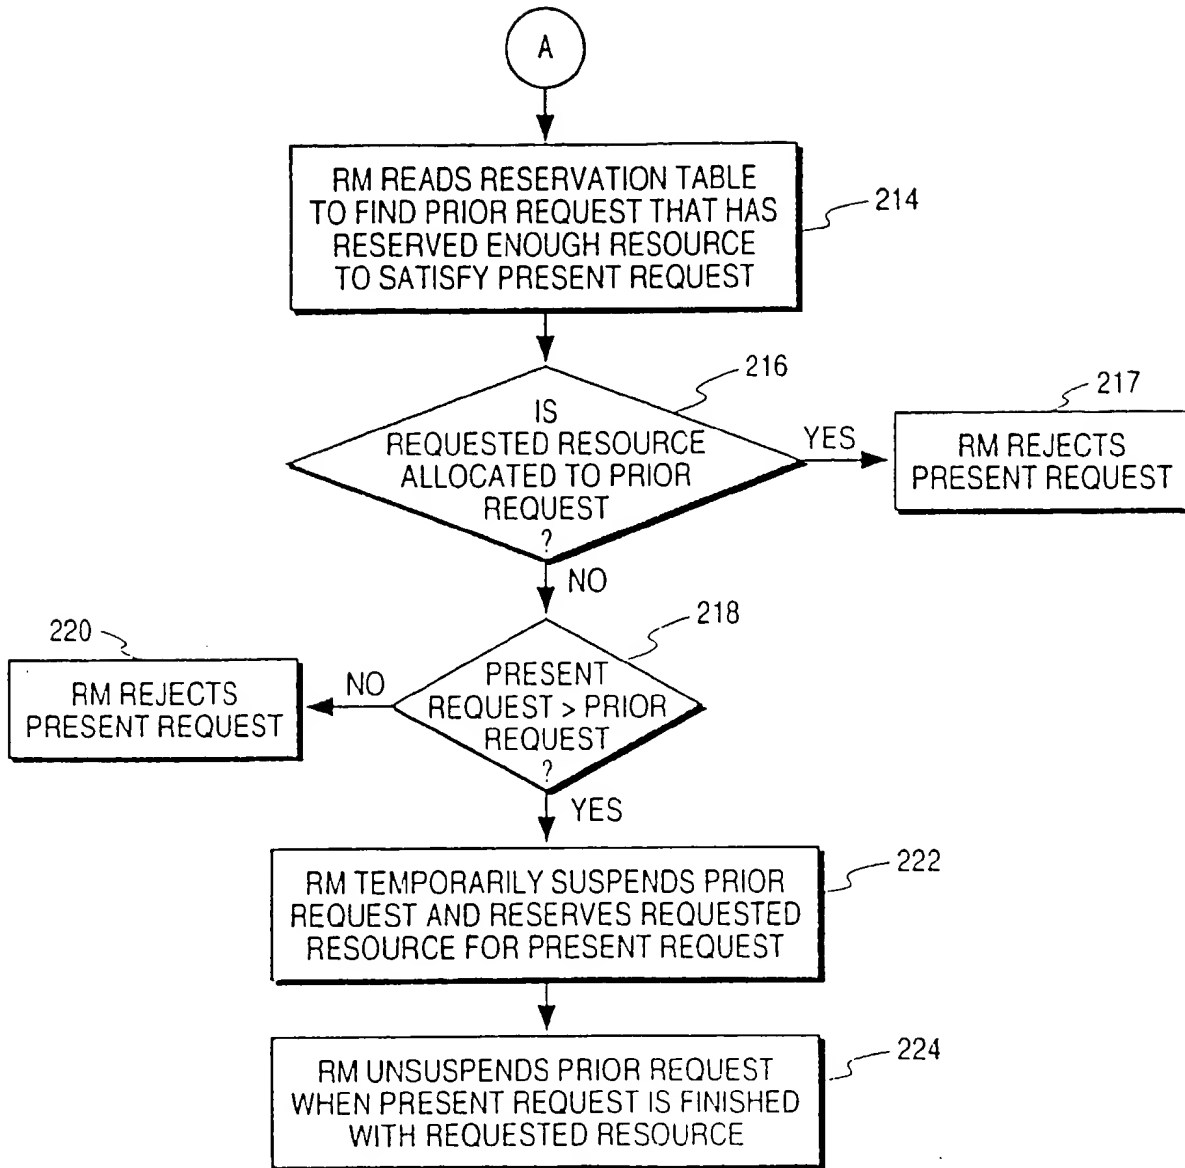 A
RM READS RESERVATION TABLE
TO FIND PRIOR REQUEST THAT HAS
RESERVED ENOUGH RESOURCE
TO SATISFY PRESENT REQUEST
214
216
IS
REQUESTED RESOURCE
ALLOCATED TO PRIOR
REQUEST
?
YES
217
RM REJECTS
PRESENT REQUEST
NO
218
PRESENT
REQUEST > PRIOR
REQUEST
?
NO
220
RM REJECTS
PRESENT REQUEST
YES
RM TEMPORARILY SUSPENDS PRIOR
REQUEST AND RESERVES REQUESTED
RESOURCE FOR PRESENT REQUEST
222
RM UNSUSPENDS PRIOR REQUEST
WHEN PRESENT REQUEST IS FINISHED
WITH REQUESTED RESOURCE
224